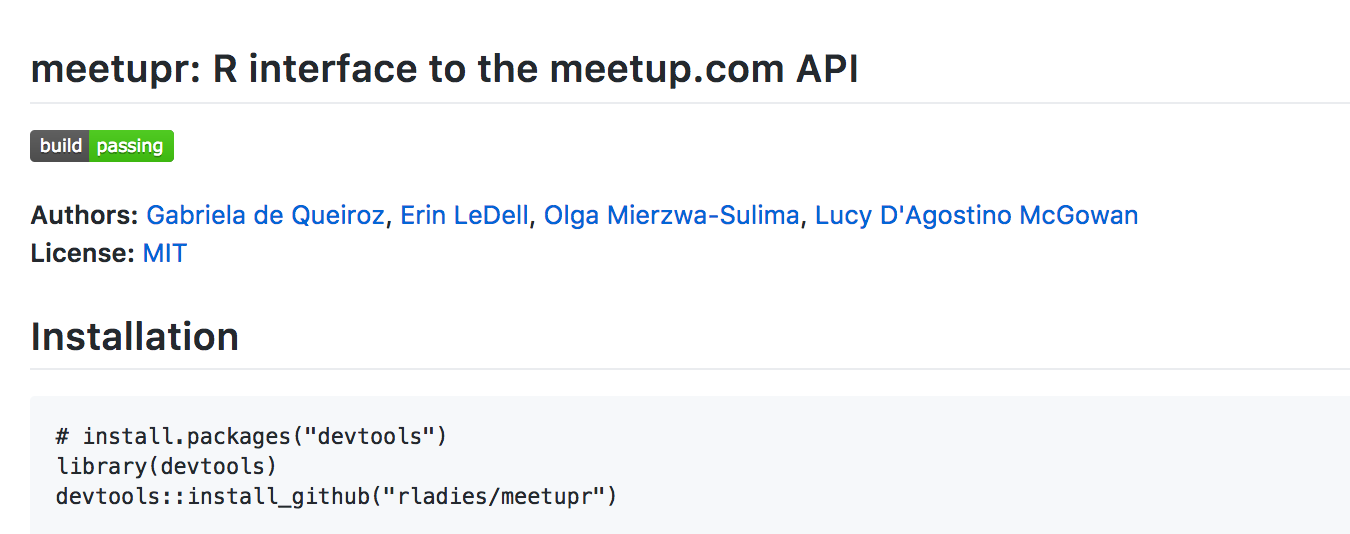 meetupr: R interface to the meetup.com API
build passing
Authors: Gabriela de Queiroz, Erin LeDell, Olga Mierzwa-Sulima, Lucy D'Agostino McGowan
License: MIT
Installation
# install.packages("devtools")
library(devtools)
devtools::install_github("rladies/meetupr")